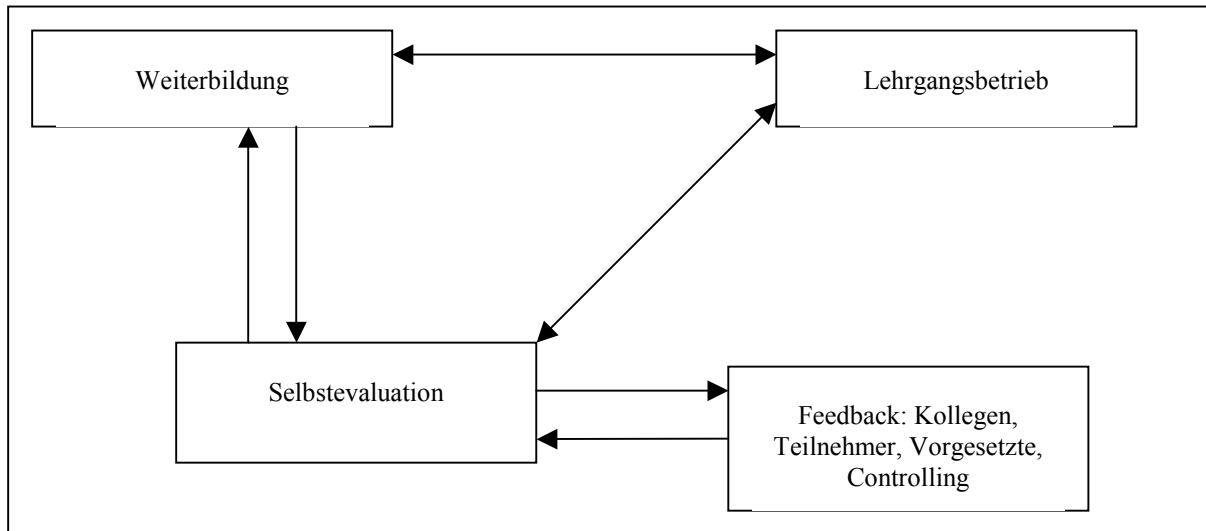 Weiterbildung
Lehrgangsbetrieb
Selbstevaluation
Feedback: Kollegen,
Teilnehmer, Vorgesetzte,
Controlling